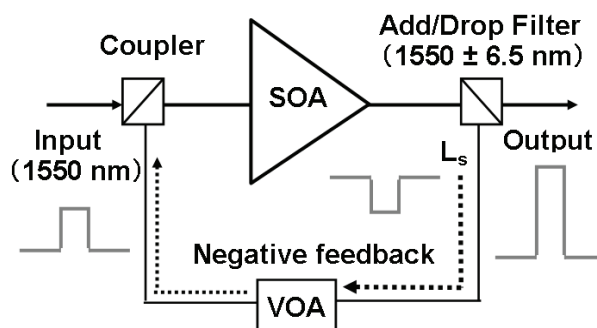 Coupler
Add/Drop Filter
(1550 ± 6.5 nm)
SOA
Input
(1550 nm)
Ls
Output
Negative feedback
VOA